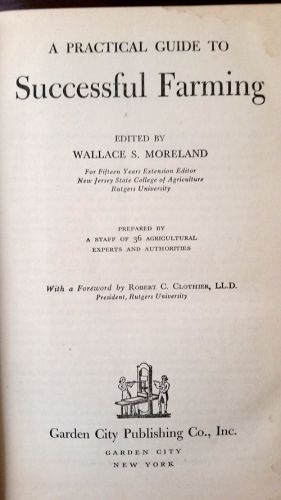 A PRACTICAL GUIDE TO
Successful Farming
EDITED BY
WALLACE S. MORELAND
For Fifteen Years Extension Editor
New Jersey State College of Agriculture
Rutgers University
PREPARED BY
A STAFF OF 36 AGRICULTURAL
EXPERTS AND AUTHORITIES
With a Foreword by ROBERT C. CLOTHIER, LL.D.
President, Rutgers University
Garden City Publishing Co., Inc.
GARDEN CITY
NEW YORK